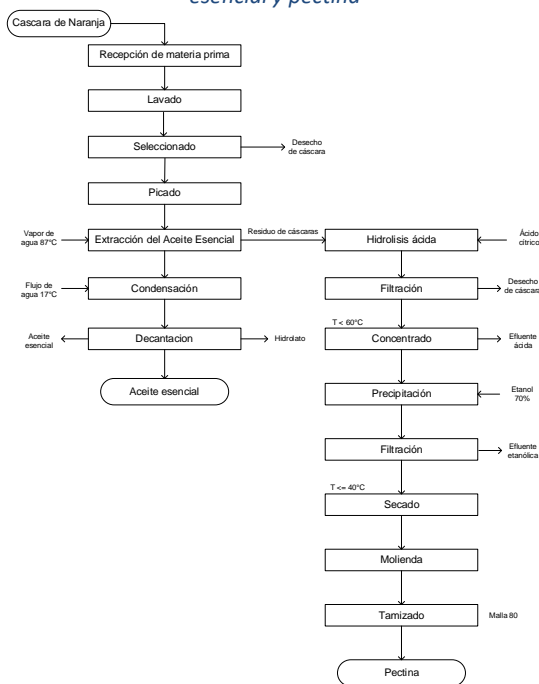 esencial y pectina
Cascara de Naranja
Recepción de materia prima
Lavado
Seleccionado
Desecho
de cáscara
Picado
Vapor de
agua 87°C
Extracción del Aceite Esencial
Residuo de cáscaras
Hidrolisis ácida
Ácido
cítrico
Flujo de
agua 17°C
Condensación
Filtración
Desecho
de cáscara
Aceite
esencial
Decantacion
Hidrolato
T < 60°C
Concentrado
Efluente
ácida
Aceite esencial
Precipitación
Etanol
70%
Filtración
Efluente
etanólica
T <= 40°C
Secado
Molienda
Tamizado
Malla 80
Pectina